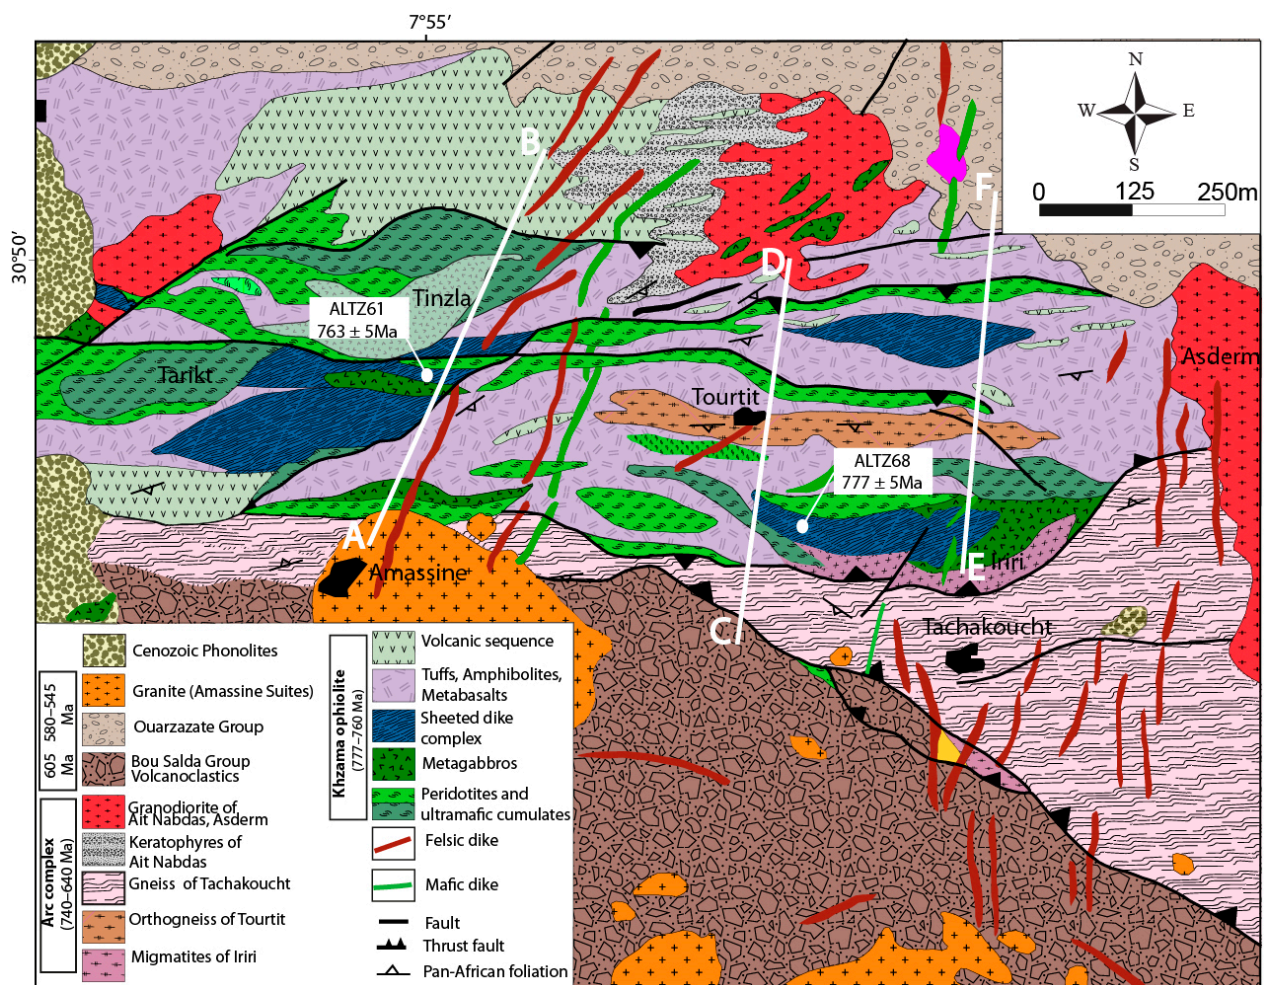 7°55′
30°50′
N
W
E
S
0
125
250m
B
F
D
ALTZ61
763 ± 5Ma
Tinzla
Tarikt
Asderm
Tourtit
ALTZ68
777 ± 5Ma
A
Amassine
E
Iriri
C
Tachakoucht
Cenozoic Phonolites
580–545
Ma
Granite (Amassine Suites)
Ouarzazate Group
605
Ma
Bou Salda Group
Volcanoclastics
Arc complex
(740–640 Ma)
Granodiorite of
Ait Nabdas, Asderm
Keratophyres of
Ait Nabdas
Gneiss of Tachakoucht
Orthogneiss of Tourtit
Migmatites of Iriri
Khzama ophiolite
(777–760 Ma)
Volcanic sequence
Tuffs, Amphibolites,
Metabasalts
Sheeted dike
complex
Metagabbros
Peridotites and
ultramafic cumulates
Felsic dike
Mafic dike
Fault
Thrust fault
Pan-African foliation